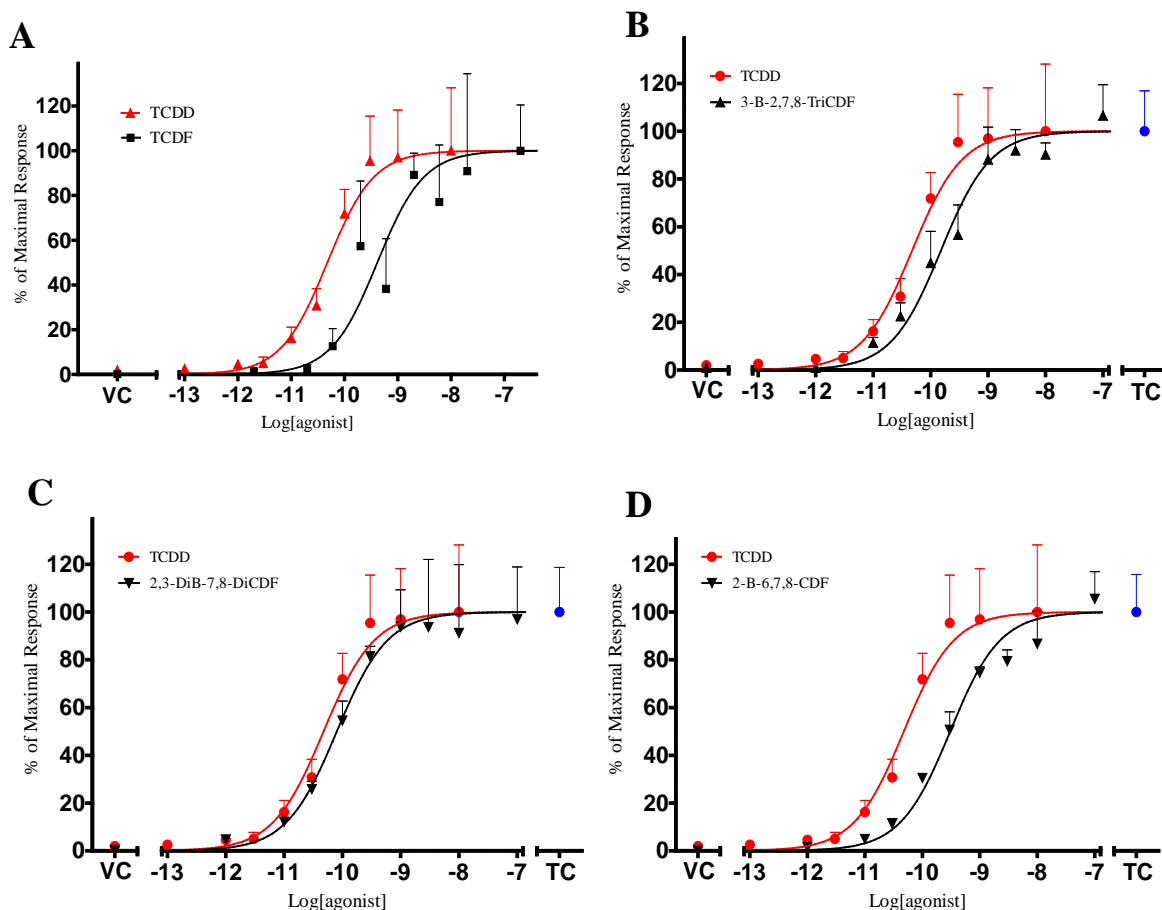 A
TCDD
TCDF
% of Maximal Response
120
100
80
60
40
20
0
VC -13 -12 -11 -10 -9 -8 -7
Log[agonist]
B
TCDD
3-B-2,7,8-TriCDF
% of Maximal Response
120
100
80
60
40
20
0
VC -13 -12 -11 -10 -9 -8 -7 TC
Log[agonist]
C
TCDD
2,3-DiB-7,8-DiCDF
% of Maximal Response
120
100
80
60
40
20
0
VC -13 -12 -11 -10 -9 -8 -7 TC
Log[agonist]
D
TCDD
2-B-6,7,8-CDF
% of Maximal Response
120
100
80
60
40
20
0
VC -13 -12 -11 -10 -9 -8 -7 TC
Log[agonist]